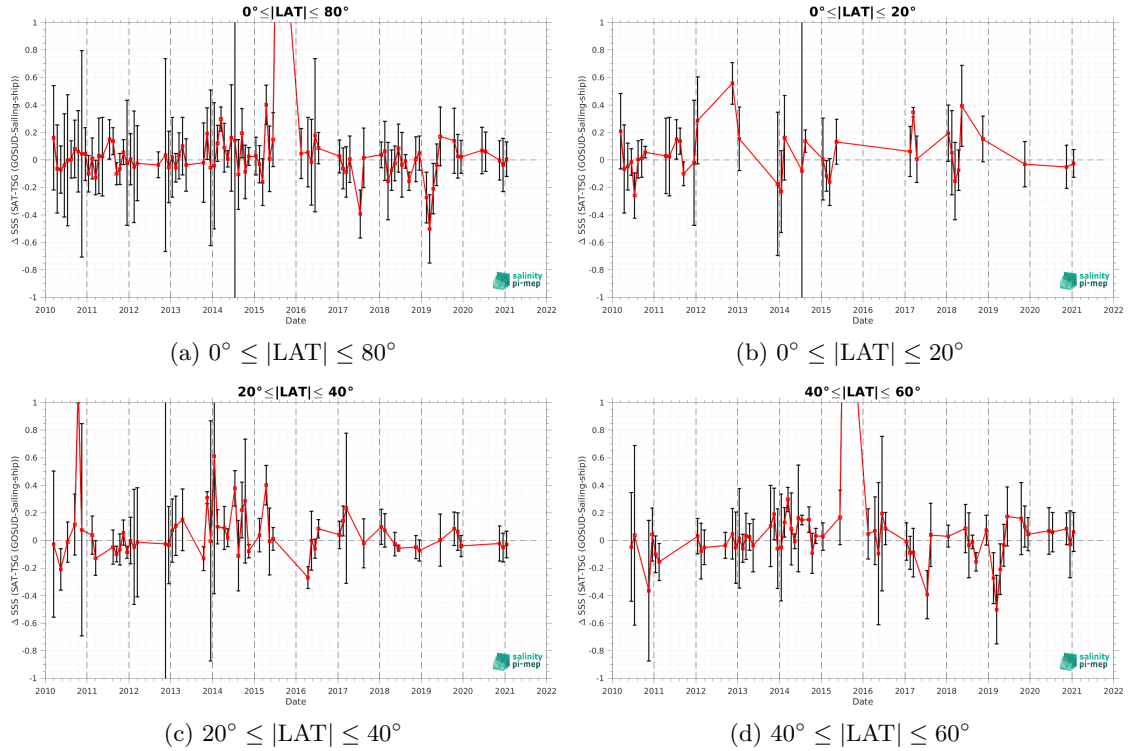 0°≤|LAT|≤ 80°
Δ SSS (SAT-TSG (GOSUD-Sailing-ship))
1
0.8
0.6
0.4
0.2
0
-0.2
-0.4
-0.6
-0.8
-1
2010 2011 2012 2013 2014 2015 2016 2017 2018 2019 2020 2021 2022
Date
salinity
pi-mep
(a) 0° ≤ |LAT| ≤ 80°
0°≤|LAT|≤ 20°
Δ SSS (SAT-TSG (GOSUD-Sailing-ship))
1
0.8
0.6
0.4
0.2
0
-0.2
-0.4
-0.6
-0.8
-1
2010 2011 2012 2013 2014 2015 2016 2017 2018 2019 2020 2021 2022
Date
salinity
pi-mep
(b) 0° ≤ |LAT| ≤ 20°
20°≤|LAT|≤ 40°
Δ SSS (SAT-TSG (GOSUD-Sailing-ship))
1
0.8
0.6
0.4
0.2
0
-0.2
-0.4
-0.6
-0.8
-1
2010 2011 2012 2013 2014 2015 2016 2017 2018 2019 2020 2021 2022
Date
salinity
pi-mep
(c) 20° ≤ |LAT| ≤ 40°
40°≤|LAT|≤ 60°
Δ SSS (SAT-TSG (GOSUD-Sailing-ship))
1
0.8
0.6
0.4
0.2
0
-0.2
-0.4
-0.6
-0.8
-1
2010 2011 2012 2013 2014 2015 2016 2017 2018 2019 2020 2021 2022
Date
salinity
pi-mep
(d) 40° ≤ |LAT| ≤ 60°